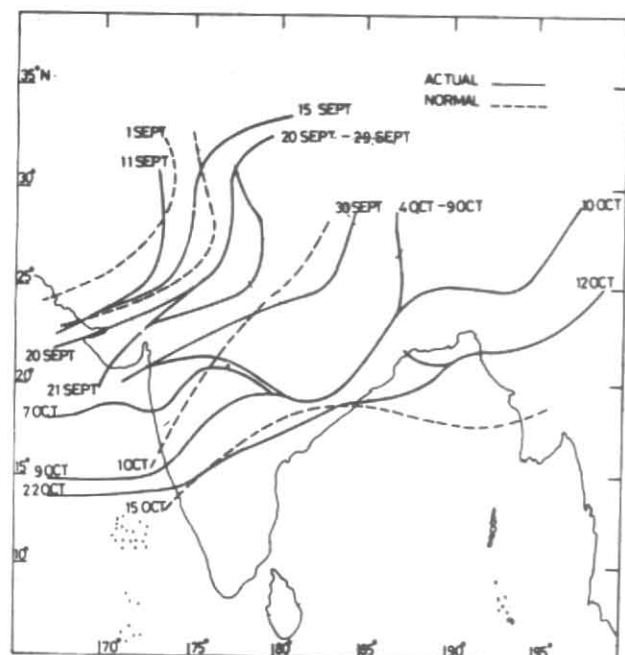 35°N
ACTUAL
NORMAL
15 SEPT
1 SEPT
20 SEPT - 29 SEPT
11 SEPT
30°
30 SEPT
4 OCT - 9 OCT
10 OCT
25°
12 OCT
20 SEPT
20°
21 SEPT
7 OCT
15°
9 OCT
1 OCT
22 OCT
15 OCT
10°
170° 175° 180° 185° 190° 195°